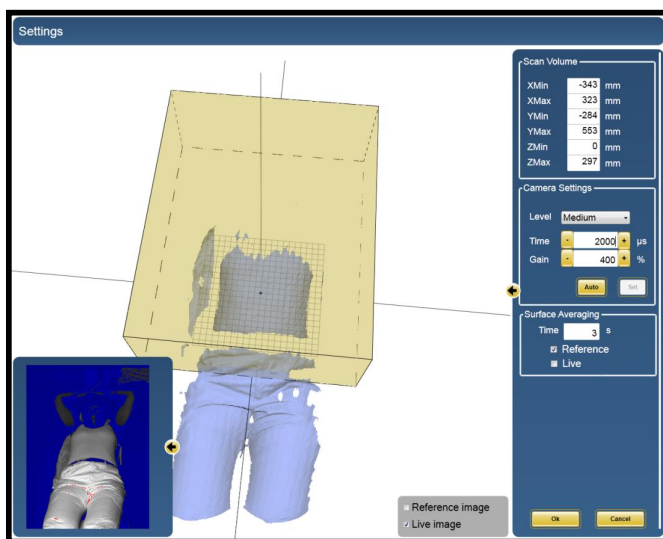 Settings
Scan Volume
XMin -343 mm
XMax 323 mm
YMin -284 mm
YMax 553 mm
ZMin 0 mm
ZMax 297 mm
Camera Settings
Level Medium
Time - 2000 + µs
Gain - 400 + %
Auto Set
Surface Averaging
Time 3 s
Reference
Live
Reference image
Live image
Ok Cancel